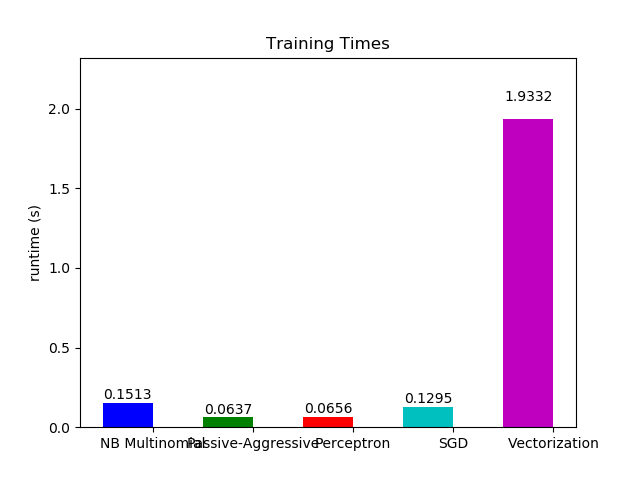 Training Times
runtime (s)
2.0
1.5
1.0
0.5
0.0
0.1513
0.0637
0.0656
0.1295
1.9332
NB Multinomial
Passive-Aggressive
Perceptron
SGD
Vectorization